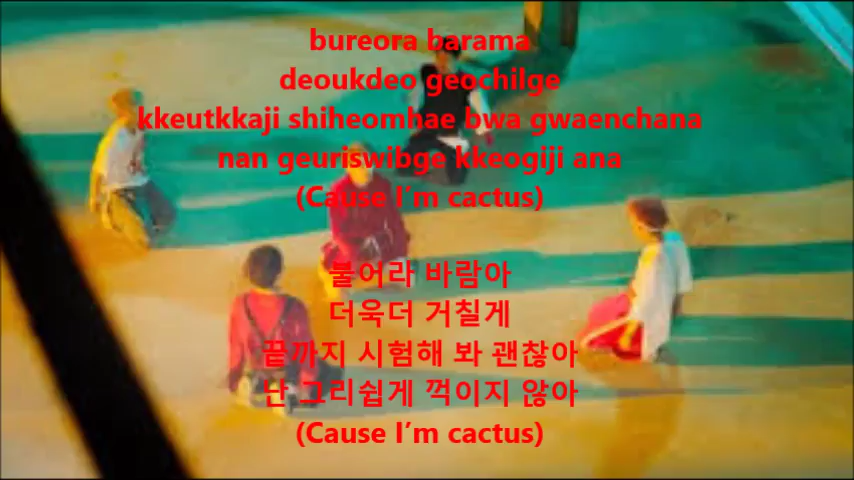 bureora barama
deoukdeo geochilge
kkeutkkaji shiheomhae bwa gwaenchana
nan geuriswibge kkeogiji ana
(Cause I’m cactus)
불어라 바람아
더욱더 거칠게
끝까지 시험해 봐 괜찮아
난 그리쉽게 꺽이지 않아
(Cause I’m cactus)